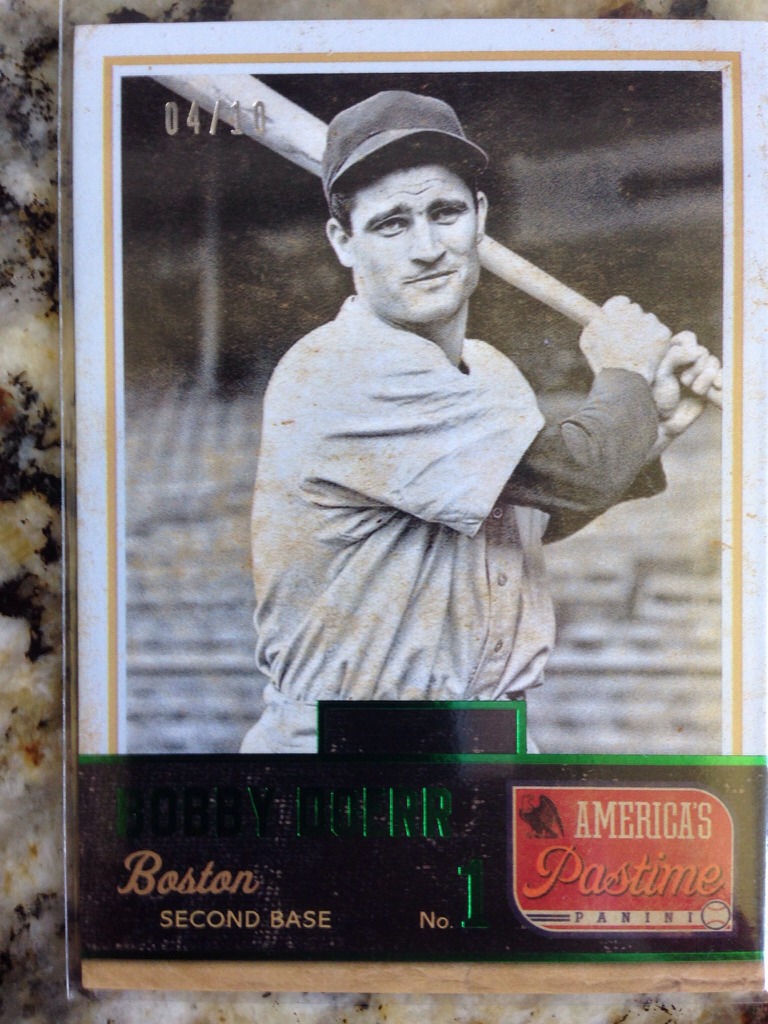 04/10
BOBBY DOERR
Boston
SECOND BASE
No. 1
AMERICA'S
Pastime
PANINI